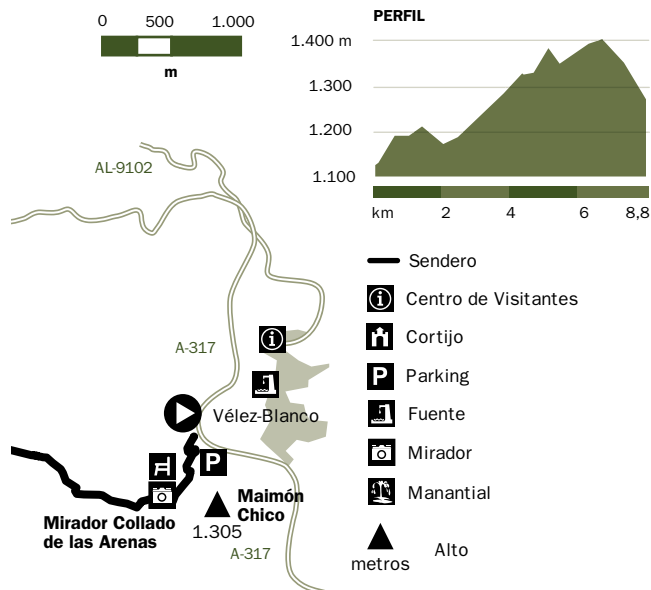 0 500 1.000
m
PERFIL
1.400 m
1.300
1.200
1.100
km 2 4 6 8,8
AL-9102
A-317
Vélez-Blanco
P
Mirador Collado
de las Arenas
Maimón
Chico
1.305
A-317
Sendero
i Centro de Visitantes
Cortijo
P Parking
Fuente
Mirador
Manantial
metros Alto